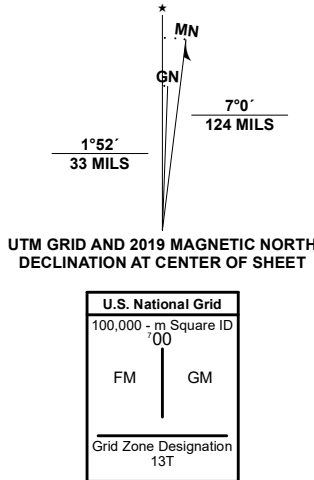 ★
MN
GN
7°0´
124 MILS
1°52´
33 MILS
UTM GRID AND 2019 MAGNETIC NORTH
DECLINATION AT CENTER OF SHEET
U.S. National Grid
100,000 - m Square ID
⁷00
FM GM
Grid Zone Designation
13T